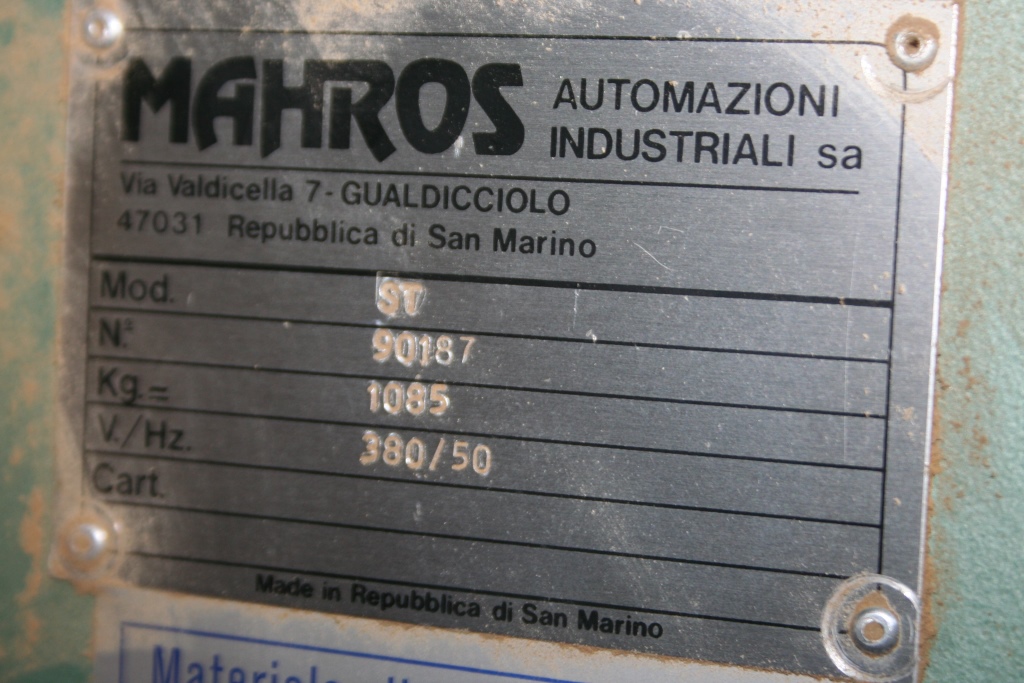 MAHROS AUTOMAZIONI
INDUSTRIALI sa
Via Valdicella 7 - GUALDICCIOLO
47031 Repubblica di San Marino
Mod. ST
N.º 90187
Kg.= 1085
V./Hz. 380/50
Cart.
Made in Repubblica di San Marino